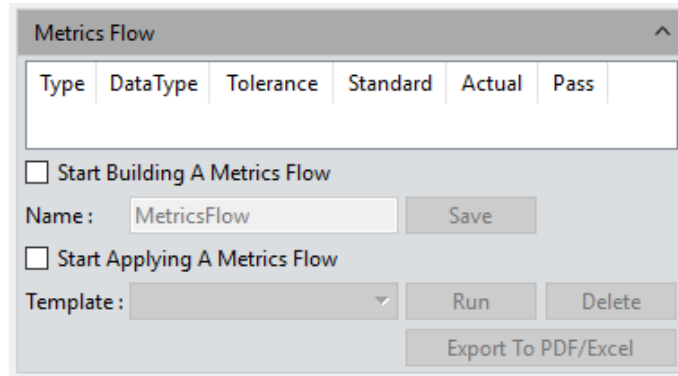 Metrics Flow
Type DataType Tolerance Standard Actual Pass
Start Building A Metrics Flow
Name : MetricsFlow Save
Start Applying A Metrics Flow
Template : Run Delete
Export To PDF/Excel